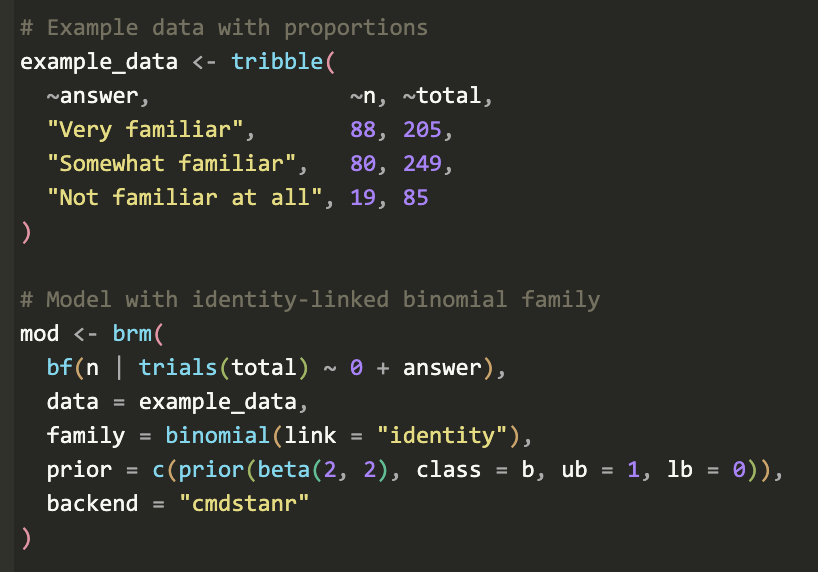 # Example data with proportions
example_data <- tribble(
  ~answer,               ~n, ~total,
  "Very familiar",       88, 205,
  "Somewhat familiar",   80, 249,
  "Not familiar at all", 19, 85
)

# Model with identity-linked binomial family
mod <- brm(
  bf(n | trials(total) ~ 0 + answer),
  data = example_data,
  family = binomial(link = "identity"),
  prior = c(prior(beta(2, 2), class = b, ub = 1, lb = 0)),
  backend = "cmdstanr"
)